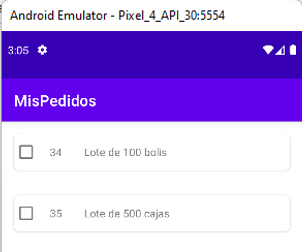 Android Emulator - Pixel_4_API_30:5554
3:05
MisPedidos
34 Lote de 100 bolis
35 Lote de 500 cajas